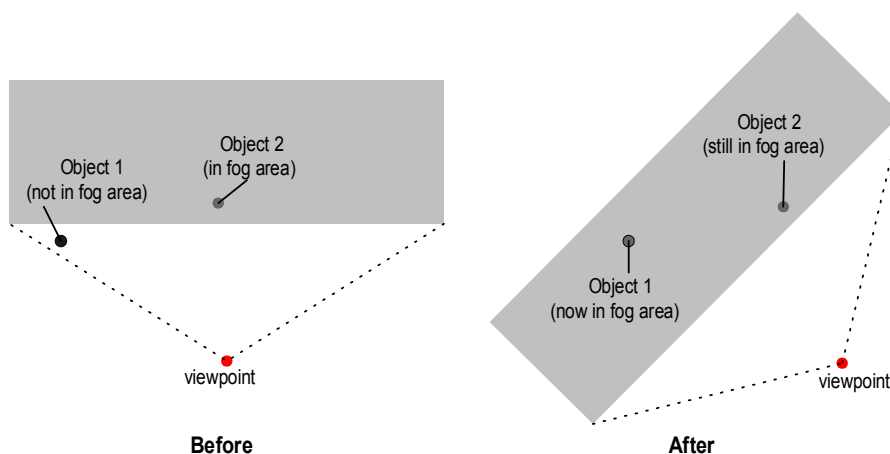 Object 1
(not in fog area)
Object 2
(in fog area)
viewpoint
Before
Object 2
(still in fog area)
Object 1
(now in fog area)
viewpoint
After